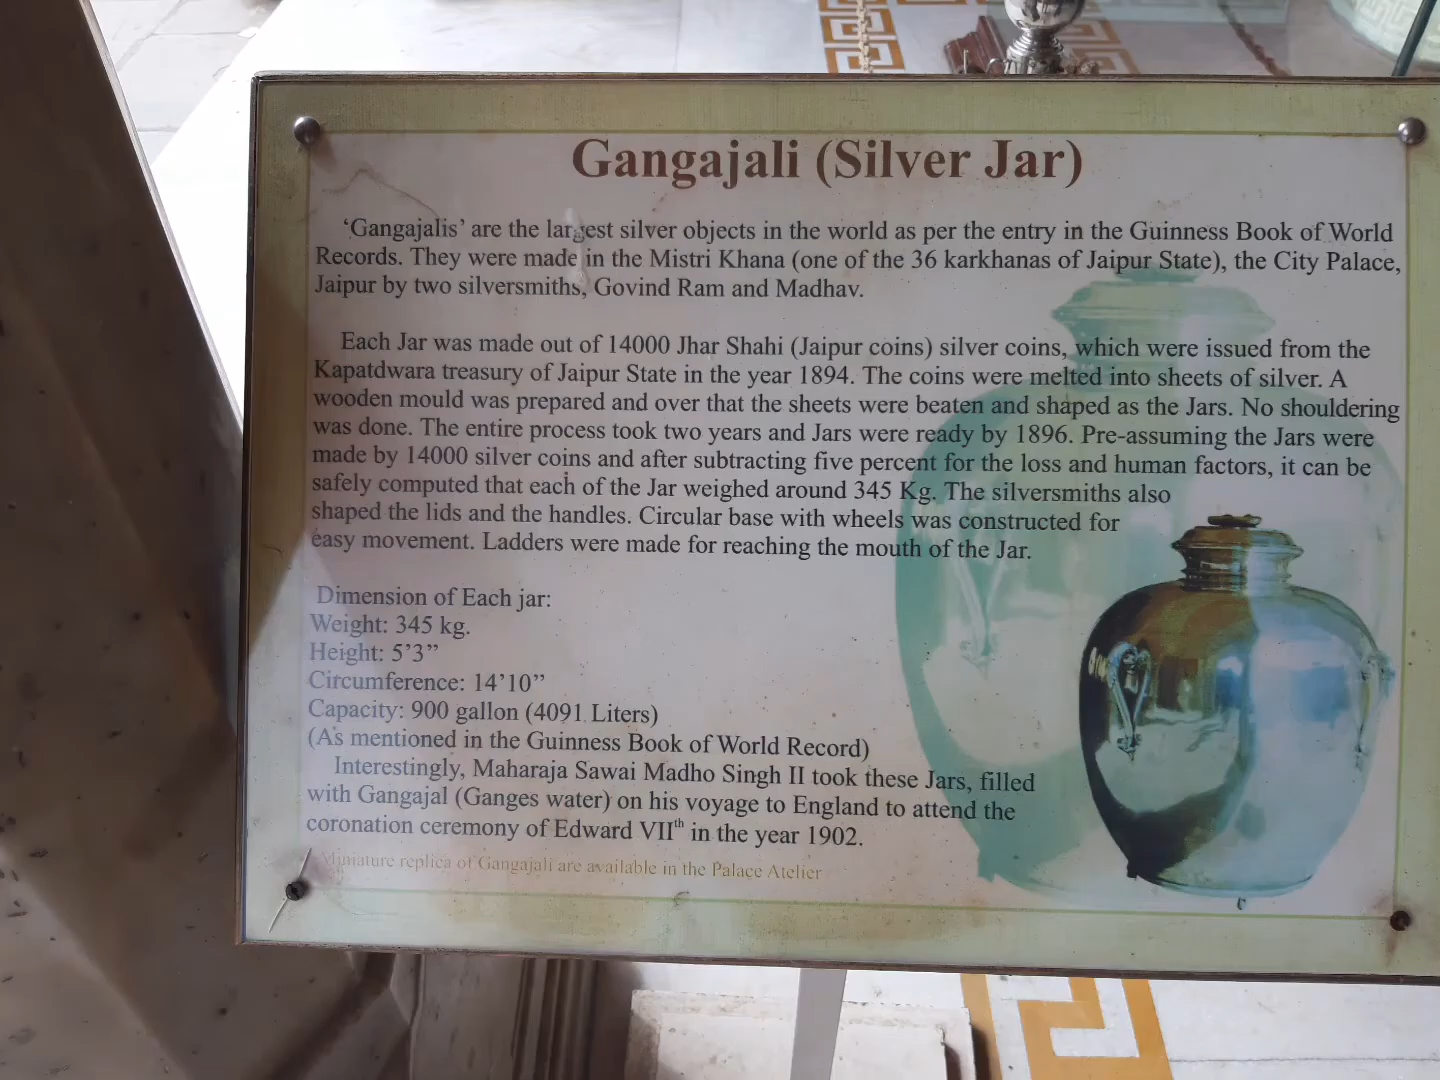 Gangajali (Silver Jar)
‘Gangajalis’ are the largest silver objects in the world as per the entry in the Guinness Book of World
Records. They were made in the Mistri Khana (one of the 36 karkhanas of Jaipur State), the City Palace,
Jaipur by two silversmiths, Govind Ram and Madhav.
Each Jar was made out of 14000 Jhar Shahi (Jaipur coins) silver coins, which were issued from the
Kapatdwara treasury of Jaipur State in the year 1894. The coins were melted into sheets of silver. A
wooden mould was prepared and over that the sheets were beaten and shaped as the Jars. No shouldering
was done. The entire process took two years and Jars were ready by 1896. Pre-assuming the Jars were
made by 14000 silver coins and after subtracting five percent for the loss and human factors, it can be
safely computed that each of the Jar weighed around 345 Kg. The silversmiths also
shaped the lids and the handles. Circular base with wheels was constructed for
easy movement. Ladders were made for reaching the mouth of the Jar.
Dimension of Each jar:
Weight: 345 kg.
Height: 5’3”
Circumference: 14’10”
Capacity: 900 gallon (4091 Liters)
(As mentioned in the Guinness Book of World Record)
Interestingly, Maharaja Sawai Madho Singh II took these Jars, filled
with Gangajal (Ganges water) on his voyage to England to attend the
coronation ceremony of Edward VIIth in the year 1902.
Miniature replica of Gangajali are available in the Palace Atelier